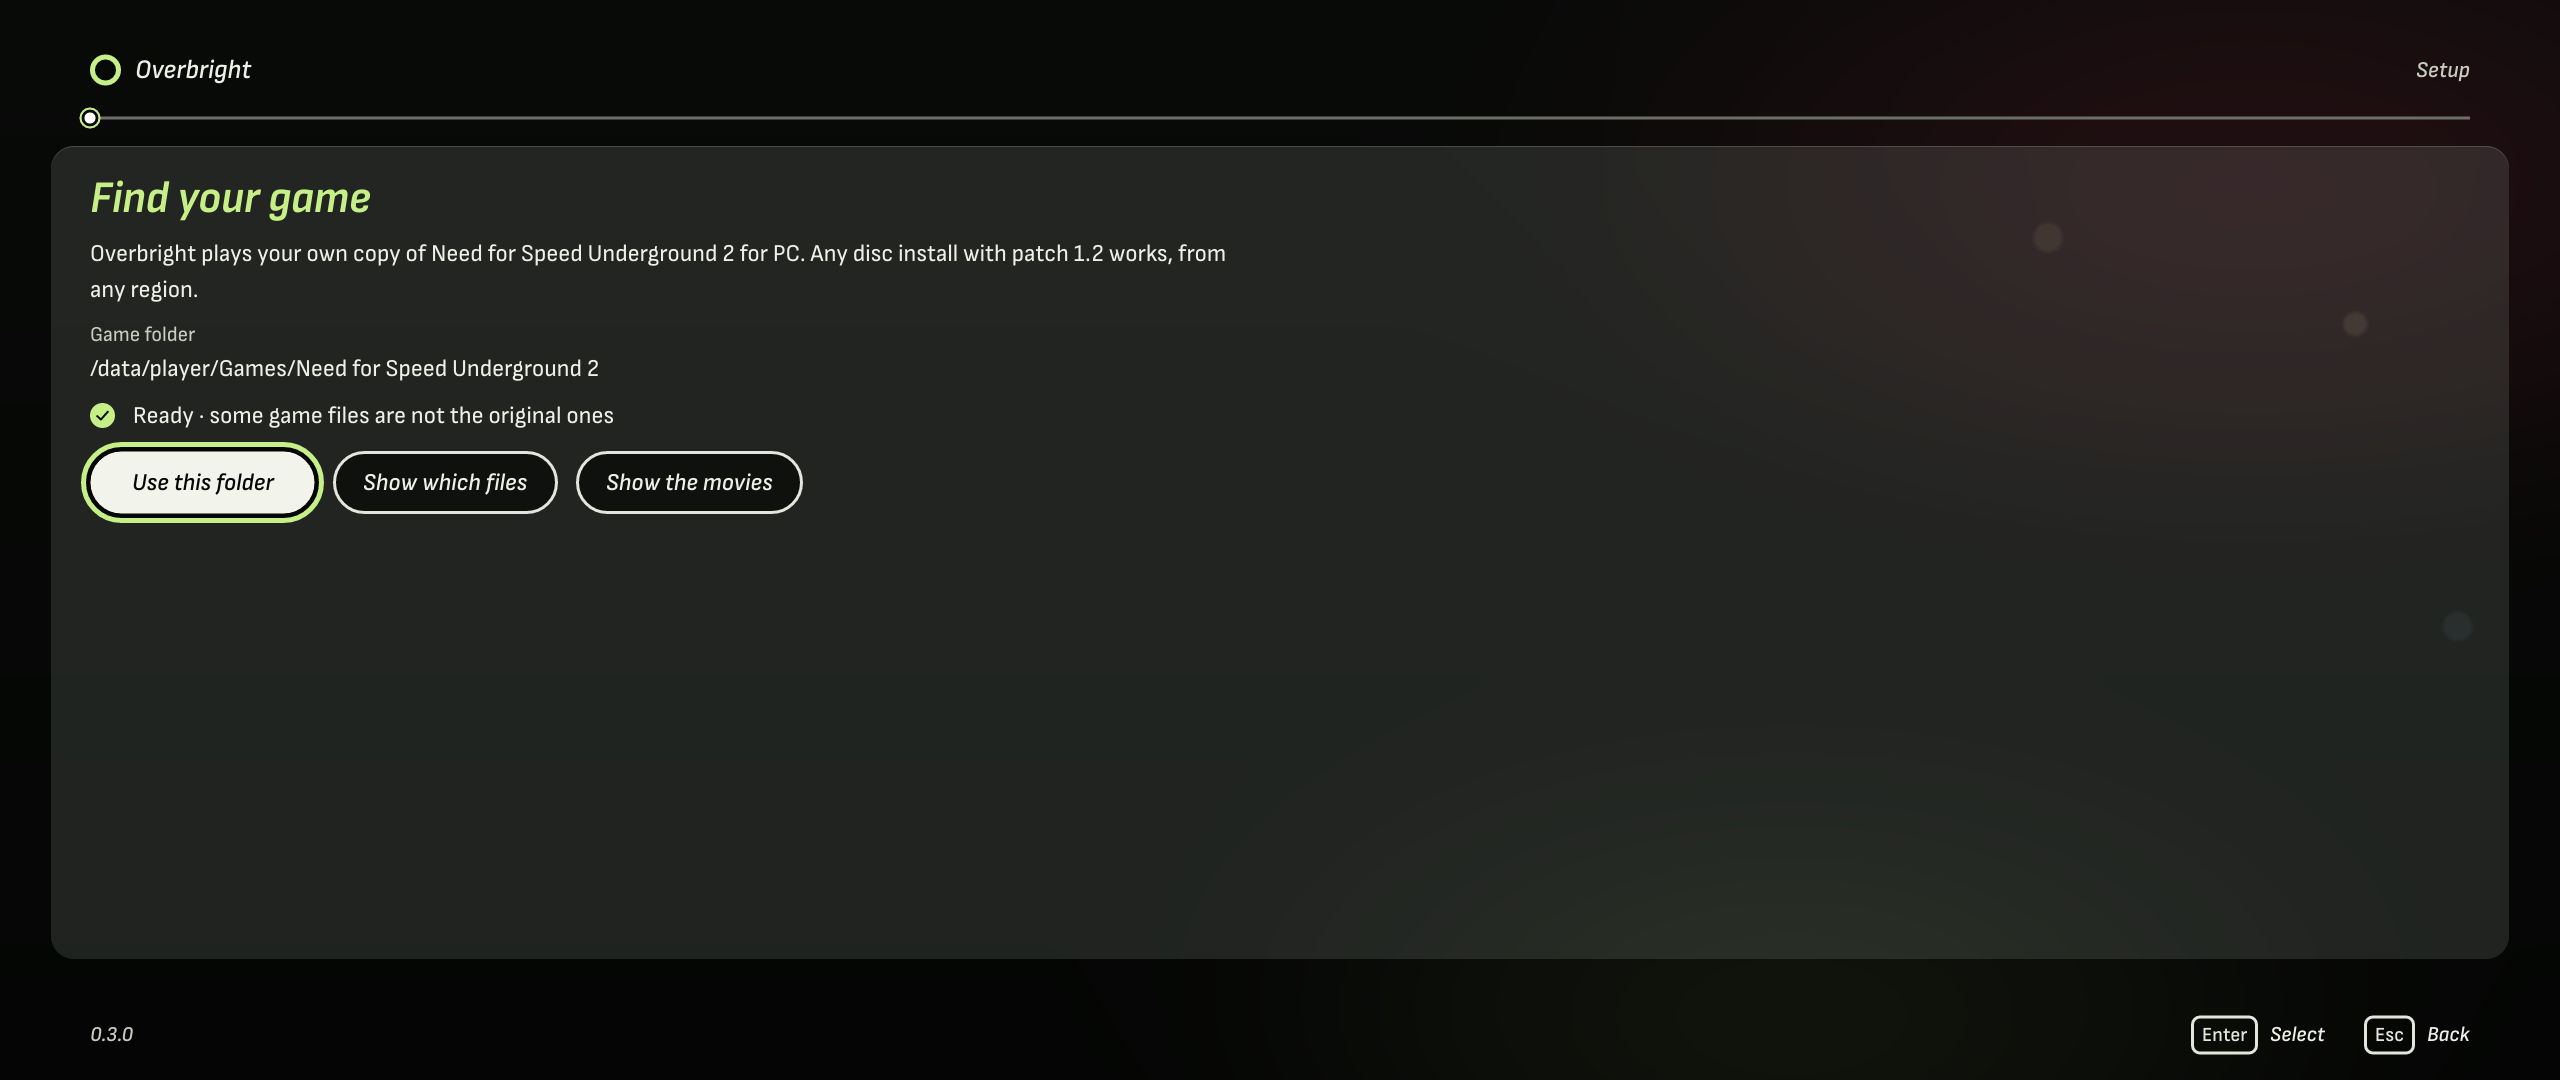 Overbright
Setup
Find your game
Overbright plays your own copy of Need for Speed Underground 2 for PC. Any disc install with patch 1.2 works, from
any region.
Game folder
/data/player/Games/Need for Speed Underground 2
Ready · some game files are not the original ones
Use this folder
Show which files
Show the movies
0.3.0
Enter Select
Esc Back